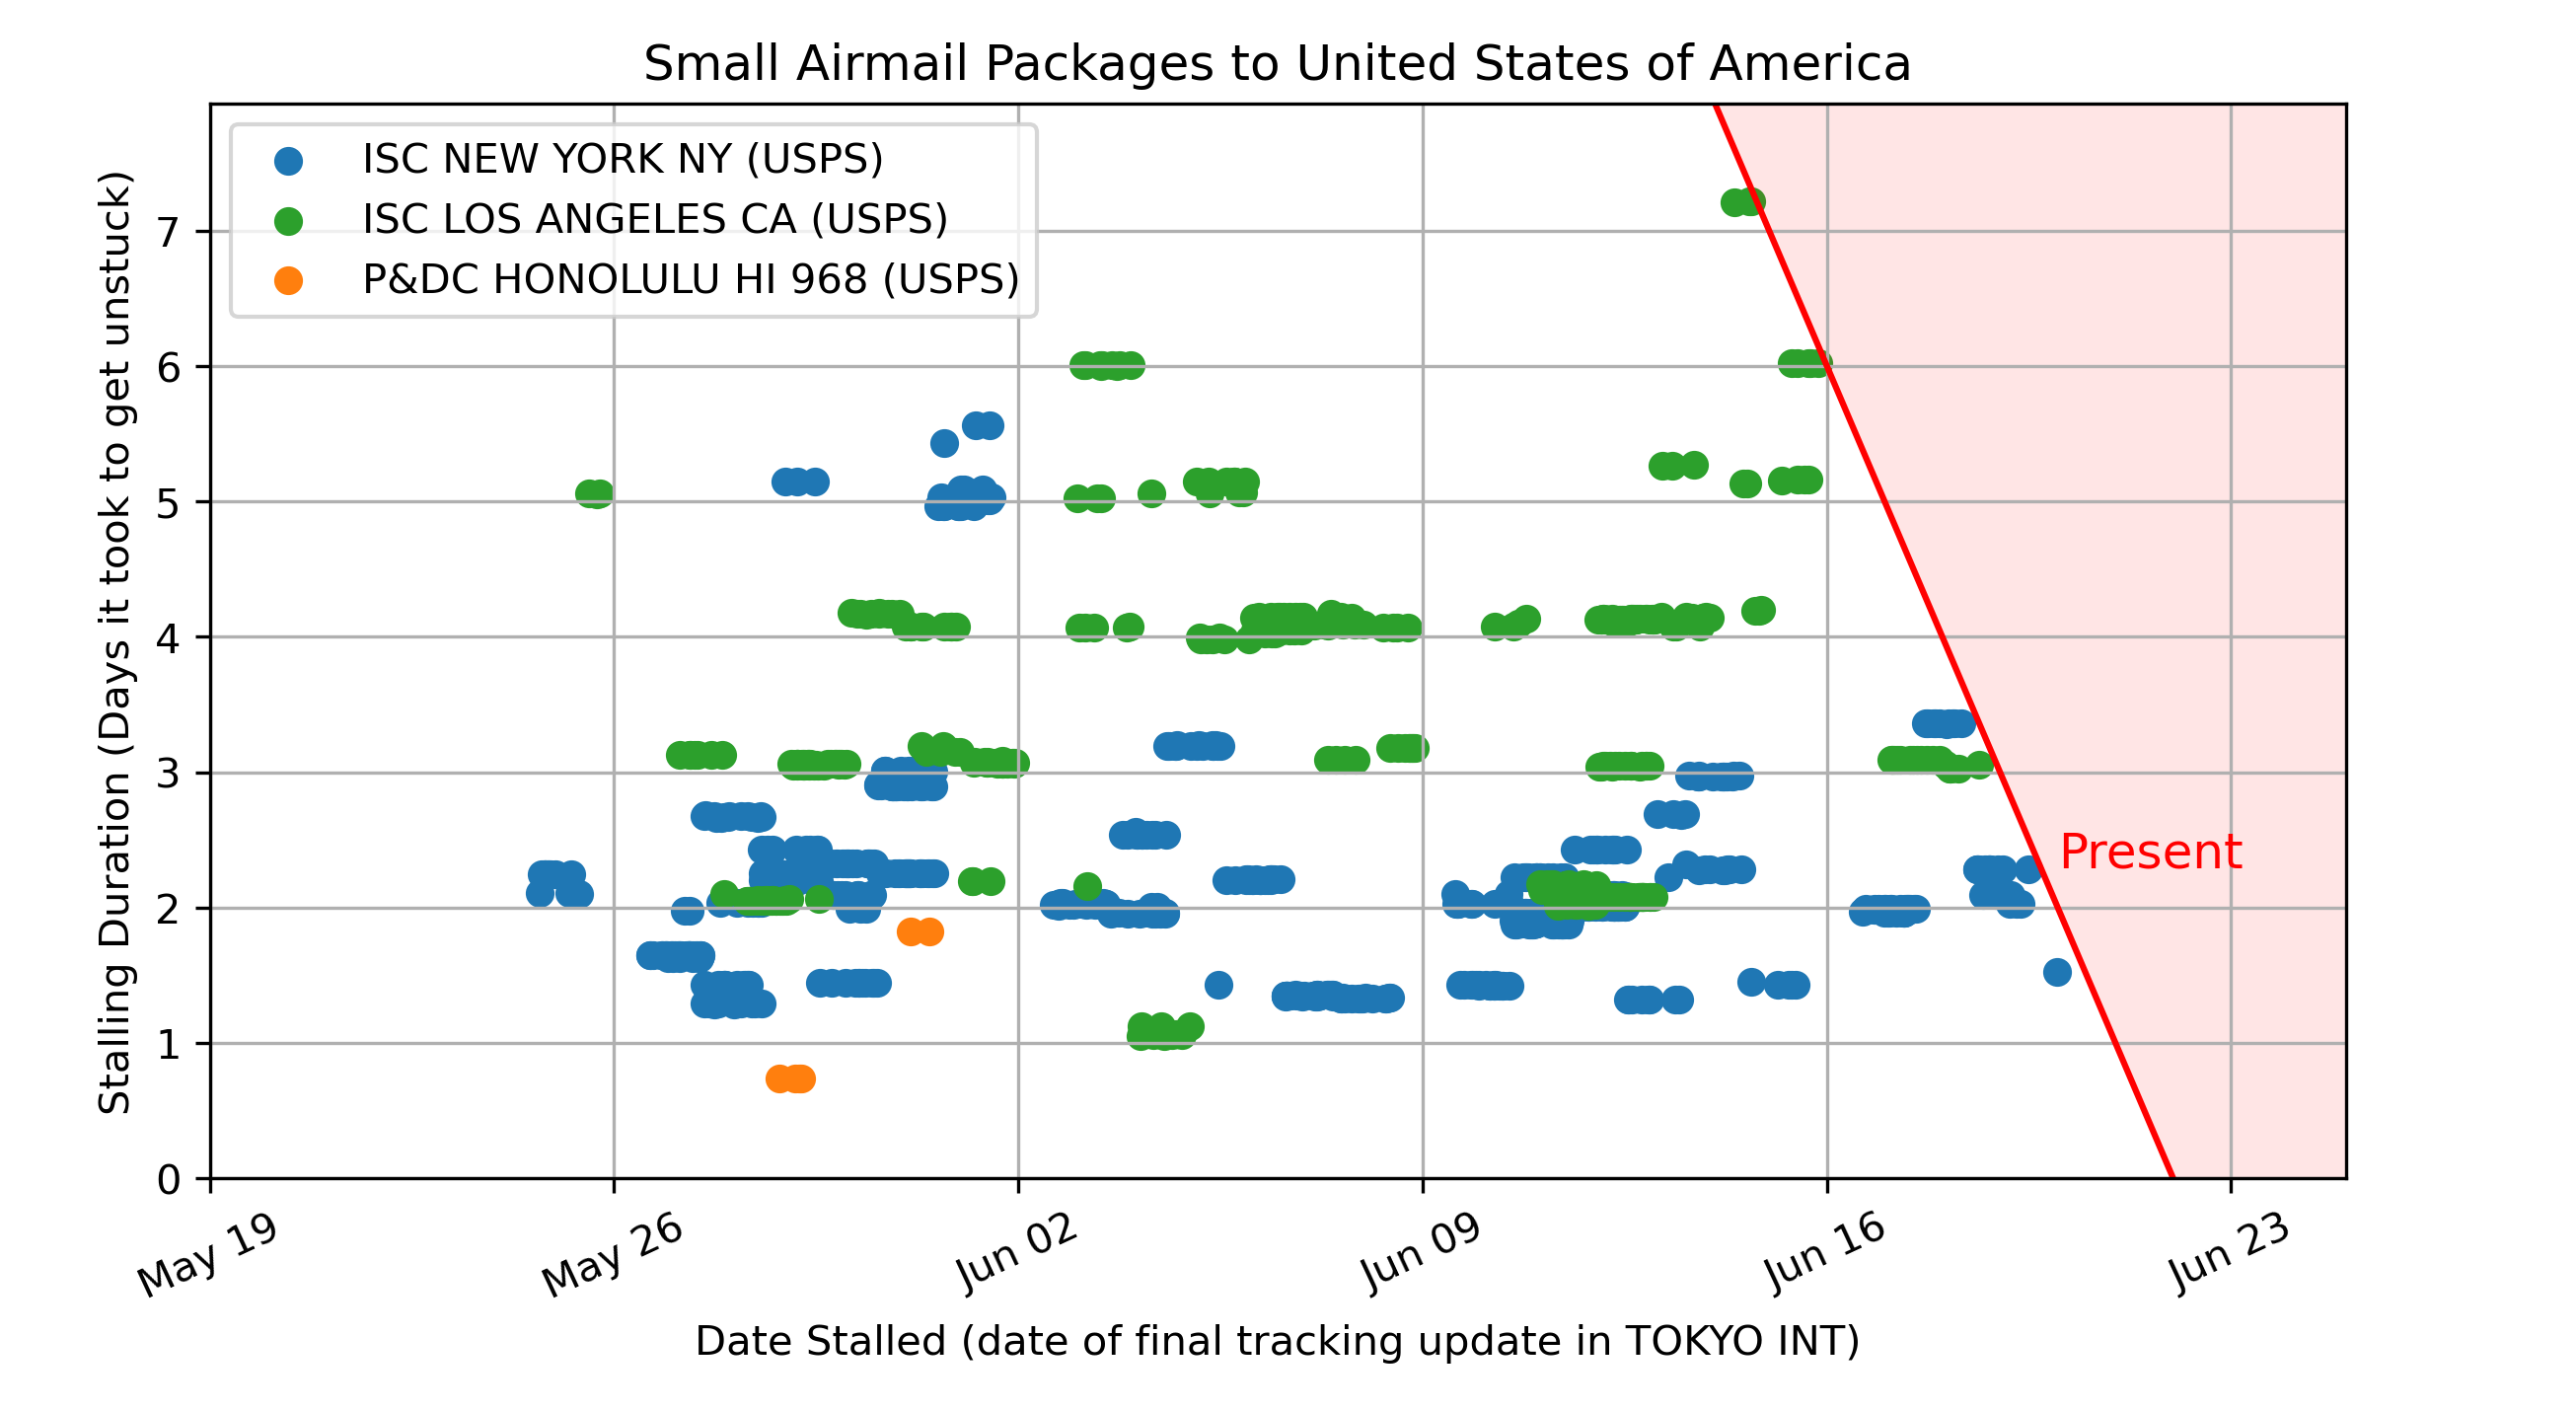 Small Airmail Packages to United States of America
ISC NEW YORK NY (USPS)
ISC LOS ANGELES CA (USPS)
P&DC HONOLULU HI 968 (USPS)
Stalling Duration (Days it took to get unstuck)
7
6
5
4
3
2
1
0
Present
May 19
May 26
Jun 02
Jun 09
Jun 16
Jun 23
Date Stalled (date of final tracking update in TOKYO INT)